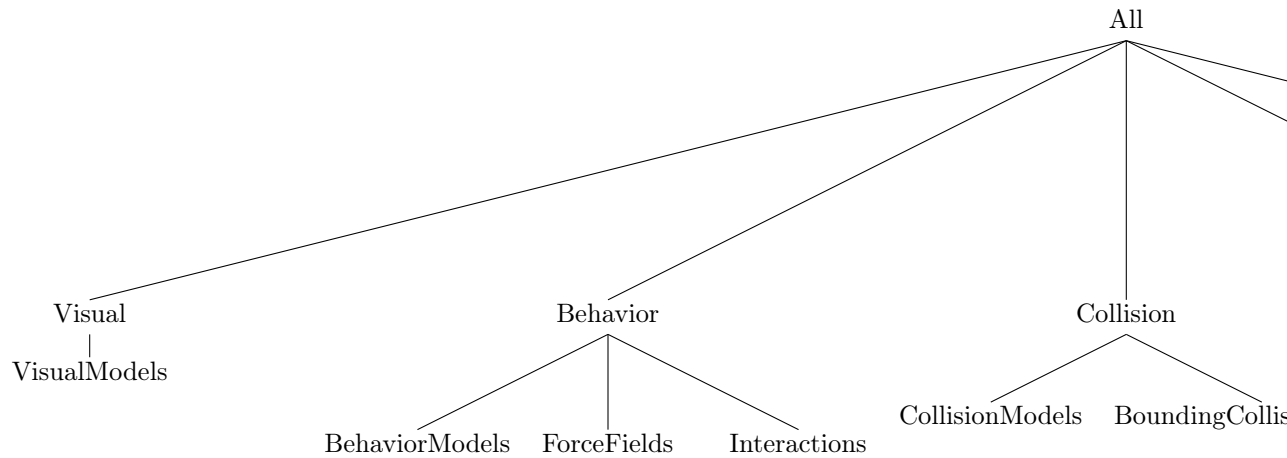 All
Visual
Behavior
Collision
VisualModels
CollisionModels
BehaviorModels
ForceFields
Interactions